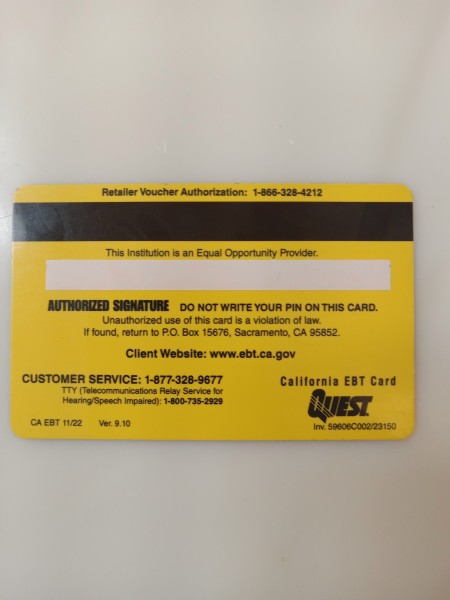 Retailer Voucher Authorization: 1-866-328-4212
This Institution is an Equal Opportunity Provider.
AUTHORIZED SIGNATURE DO NOT WRITE YOUR PIN ON THIS CARD.
Unauthorized use of this card is a violation of law.
If found, return to P.O. Box 15676, Sacramento, CA 95852.
Client Website: www.ebt.ca.gov
CUSTOMER SERVICE: 1-877-328-9677
TTY (Telecommunications Relay Service for
Hearing/Speech Impaired): 1-800-735-2929
CA EBT 11/22 Ver. 9.10
California EBT Card
QUEST
Inv. 59606C002/23150